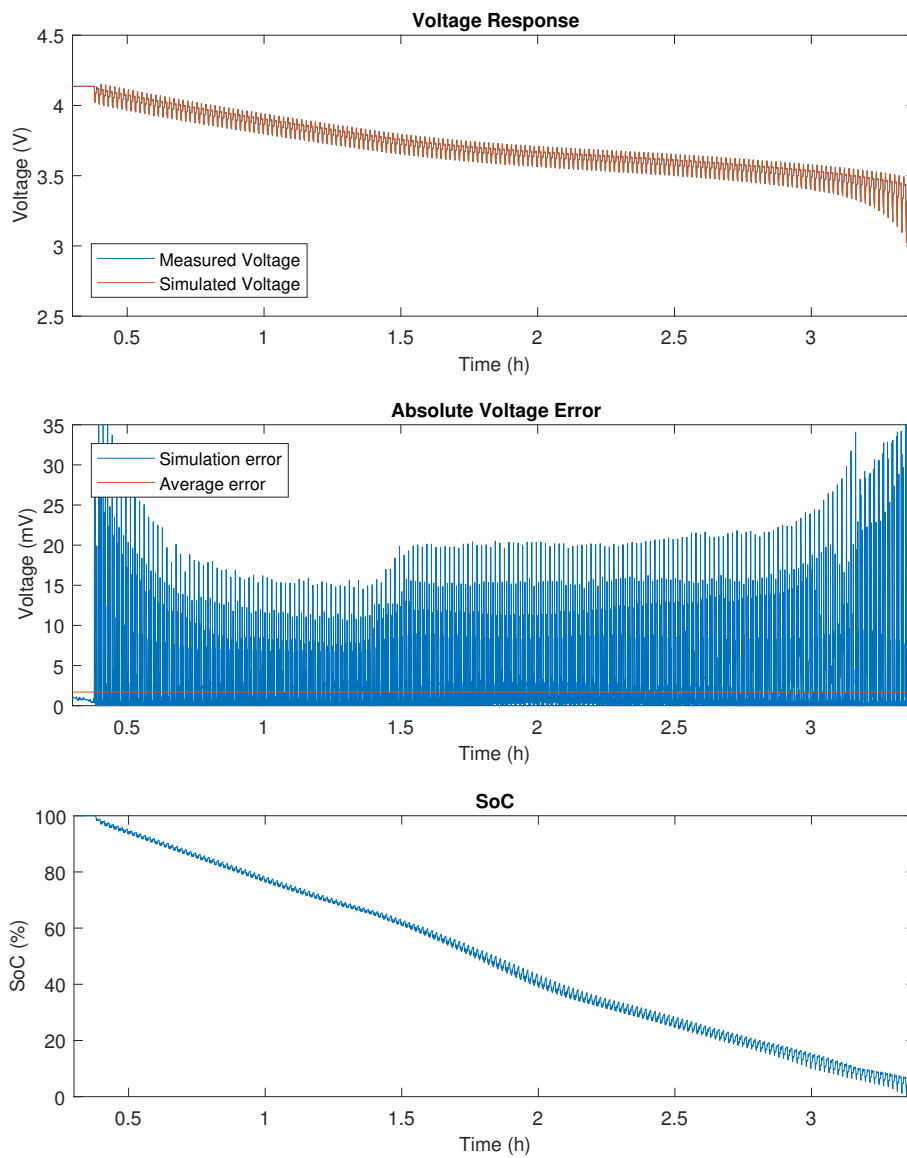 Voltage Response
4.5
4
3.5
3
2.5
Voltage (V)
Measured Voltage
Simulated Voltage
0.5 1 1.5 2 2.5 3
Time (h)
Absolute Voltage Error
35
30
25
20
15
10
5
0
Voltage (mV)
Simulation error
Average error
0.5 1 1.5 2 2.5 3
Time (h)
SoC
100
80
60
40
20
0
SoC (%)
0.5 1 1.5 2 2.5 3
Time (h)